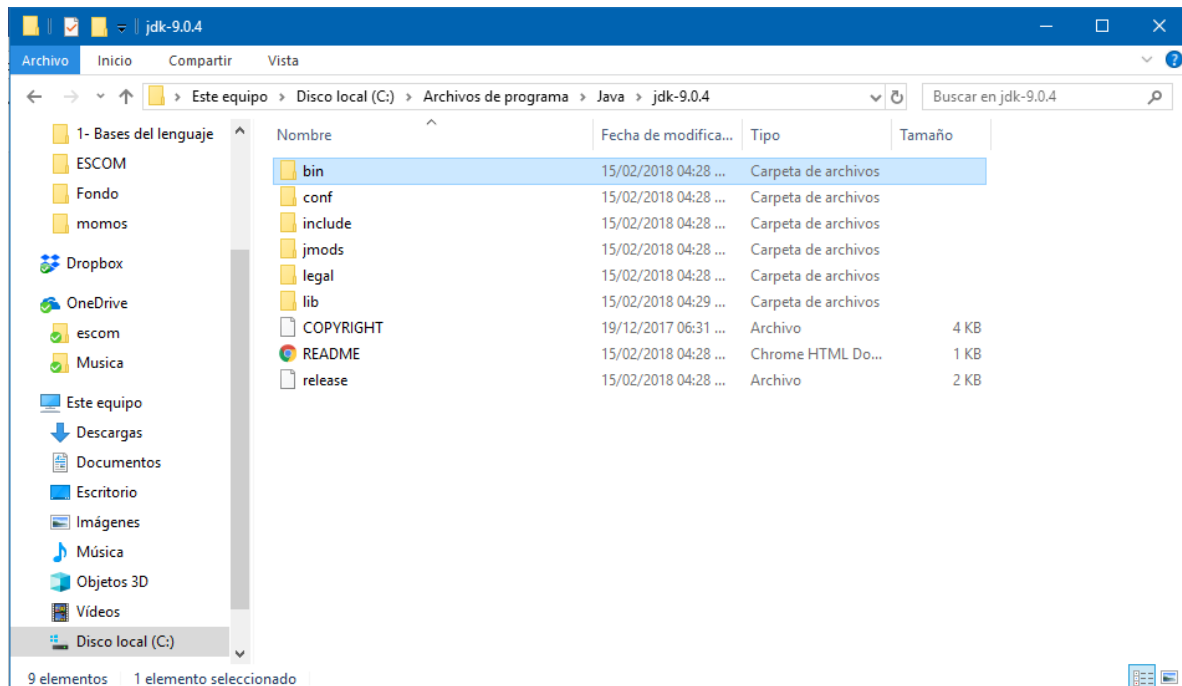 jdk-9.0.4
Archivo Inicio Compartir Vista
Este equipo > Disco local (C:) > Archivos de programa > Java > jdk-9.0.4 Buscar en jdk-9.0.4
1- Bases del lenguaje
ESCOM
Fondo
momos
Dropbox
OneDrive
escom
Musica
Este equipo
Descargas
Documentos
Escritorio
Imágenes
Música
Objetos 3D
Vídeos
Disco local (C:)
Nombre Fecha de modifica... Tipo Tamaño
bin 15/02/2018 04:28 ... Carpeta de archivos
conf 15/02/2018 04:28 ... Carpeta de archivos
include 15/02/2018 04:28 ... Carpeta de archivos
jmods 15/02/2018 04:28 ... Carpeta de archivos
legal 15/02/2018 04:28 ... Carpeta de archivos
lib 15/02/2018 04:29 ... Carpeta de archivos
COPYRIGHT 19/12/2017 06:31 ... Archivo 4 KB
README 15/02/2018 04:28 ... Chrome HTML Do... 1 KB
release 15/02/2018 04:28 ... Archivo 2 KB
9 elementos 1 elemento seleccionado